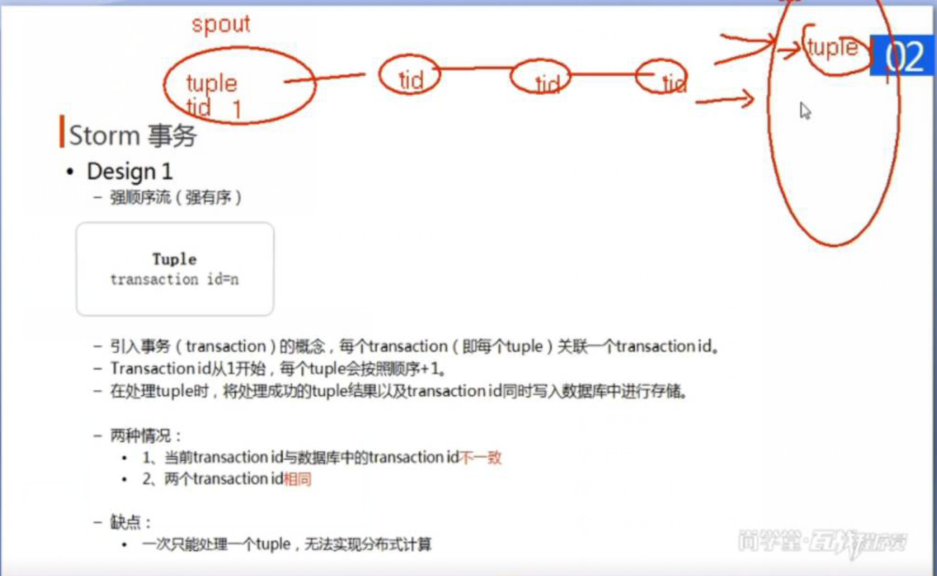 spout
tuple
tid 1
tid
tid
tid
tuple
02
Storm 事务
• Design 1
– 强顺序流（强有序）
Tuple
transaction id=n
– 引入事务（transaction）的概念，每个transaction（即每个tuple）关联一个transaction id。
– Transaction id从1开始，每个tuple会按照顺序+1。
– 在处理tuple时，将处理成功的tuple结果以及transaction id同时写入数据库中进行存储。
– 两种情况：
• 1、当前transaction id与数据库中的transaction id不一致
• 2、两个transaction id相同
– 缺点：
• 一次只能处理一个tuple，无法实现分布式计算
尚学堂·